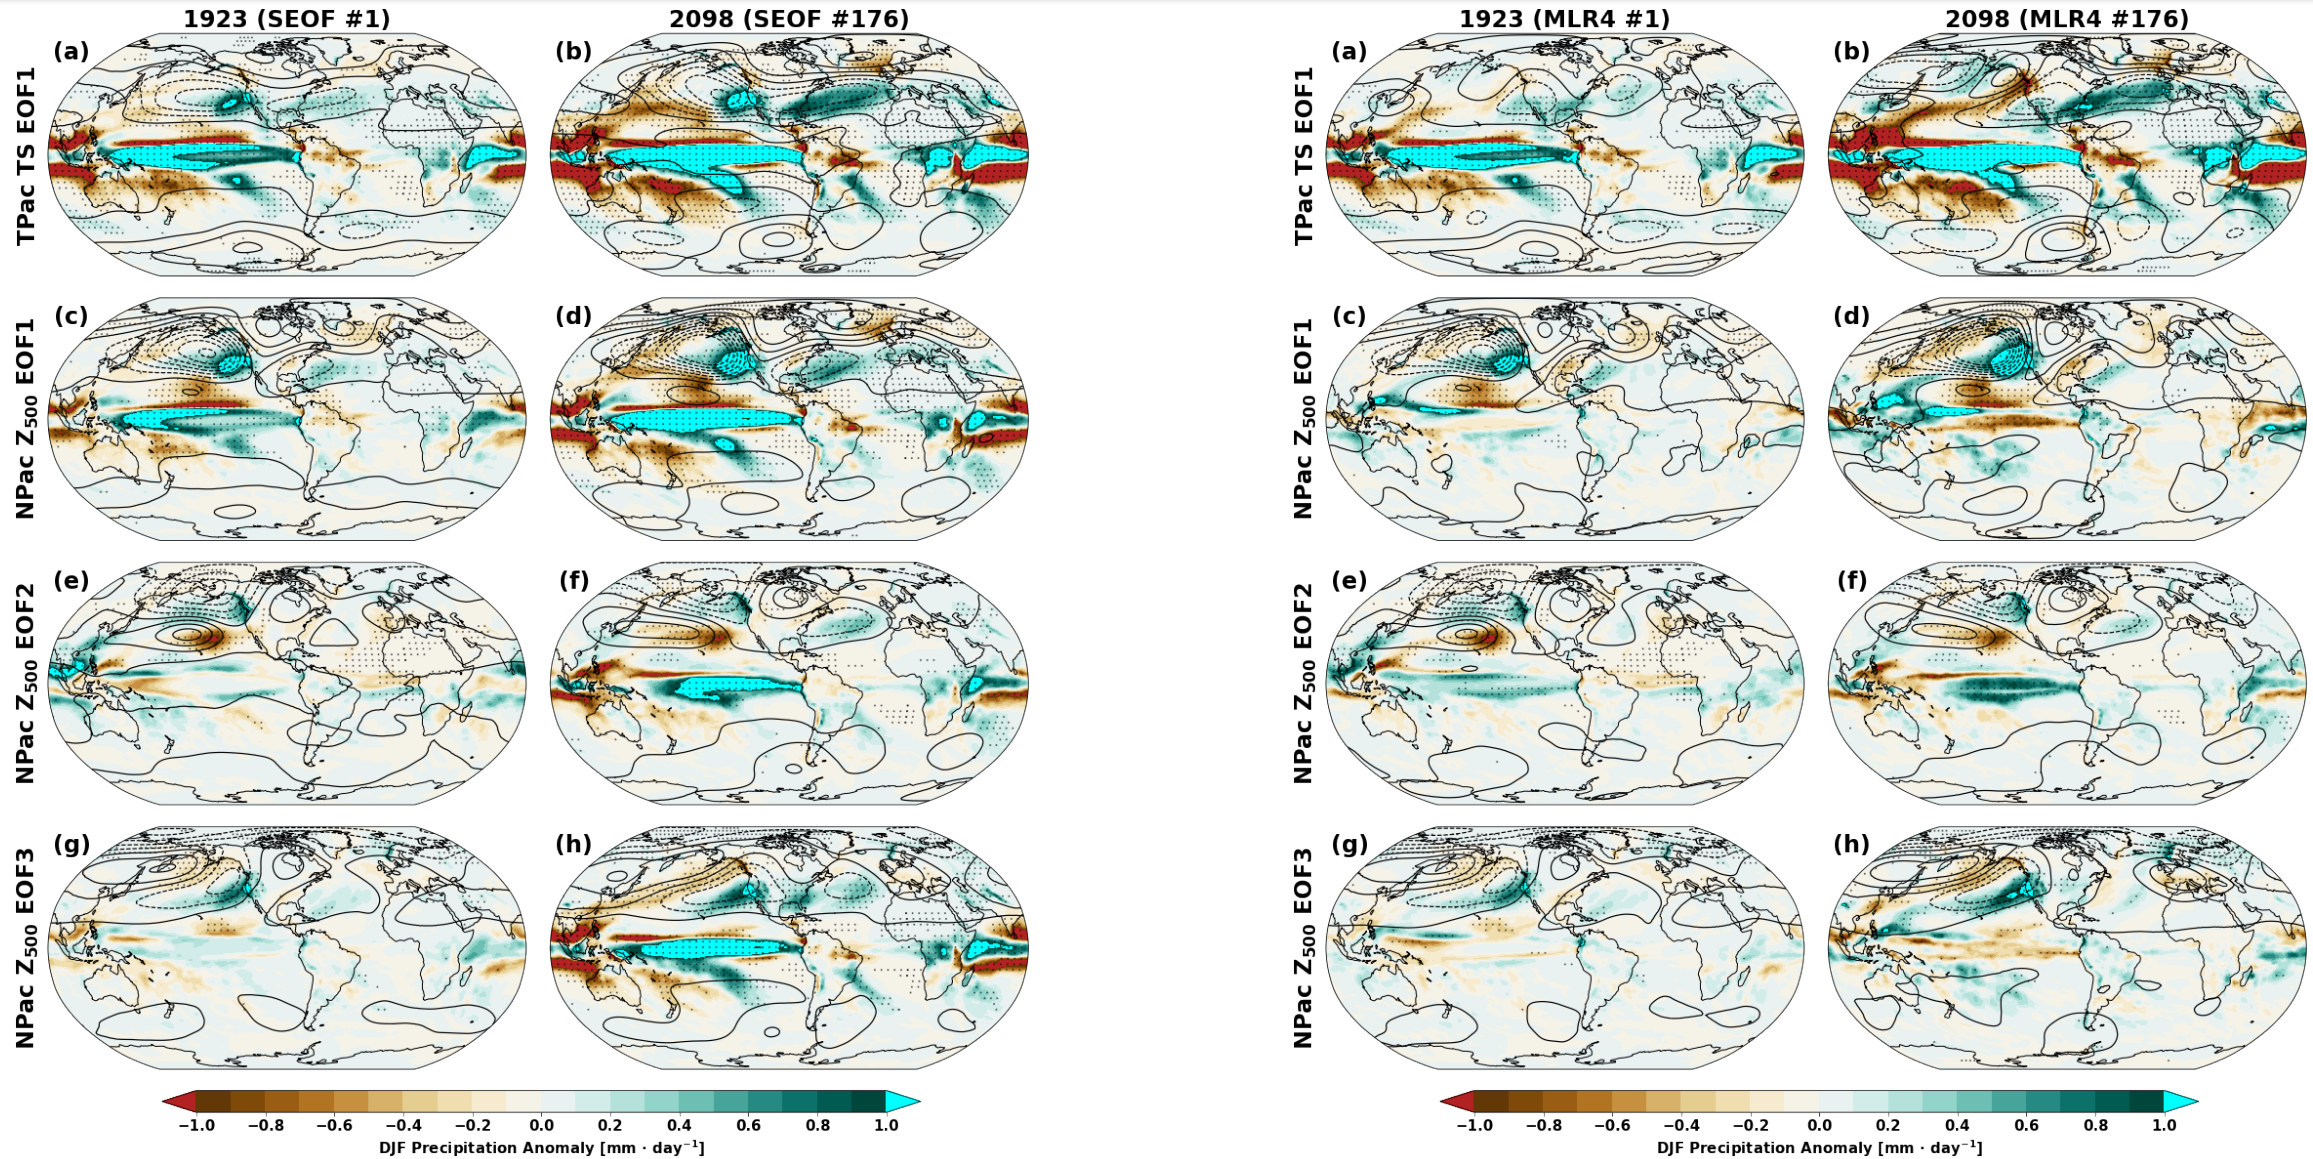 1923 (SEOF #1)
2098 (SEOF #176)
TPac TS EOF1
(a)
(b)
NPac Z500 EOF1
(c)
(d)
NPac Z500 EOF2
(e)
(f)
NPac Z500 EOF3
(g)
(h)
−1.0 −0.8 −0.6 −0.4 −0.2 0.0 0.2 0.4 0.6 0.8 1.0
DJF Precipitation Anomaly [mm · day−1]
1923 (MLR4 #1)
2098 (MLR4 #176)
TPac TS EOF1
(a)
(b)
NPac Z500 EOF1
(c)
(d)
NPac Z500 EOF2
(e)
(f)
NPac Z500 EOF3
(g)
(h)
−1.0 −0.8 −0.6 −0.4 −0.2 0.0 0.2 0.4 0.6 0.8 1.0
DJF Precipitation Anomaly [mm · day−1]